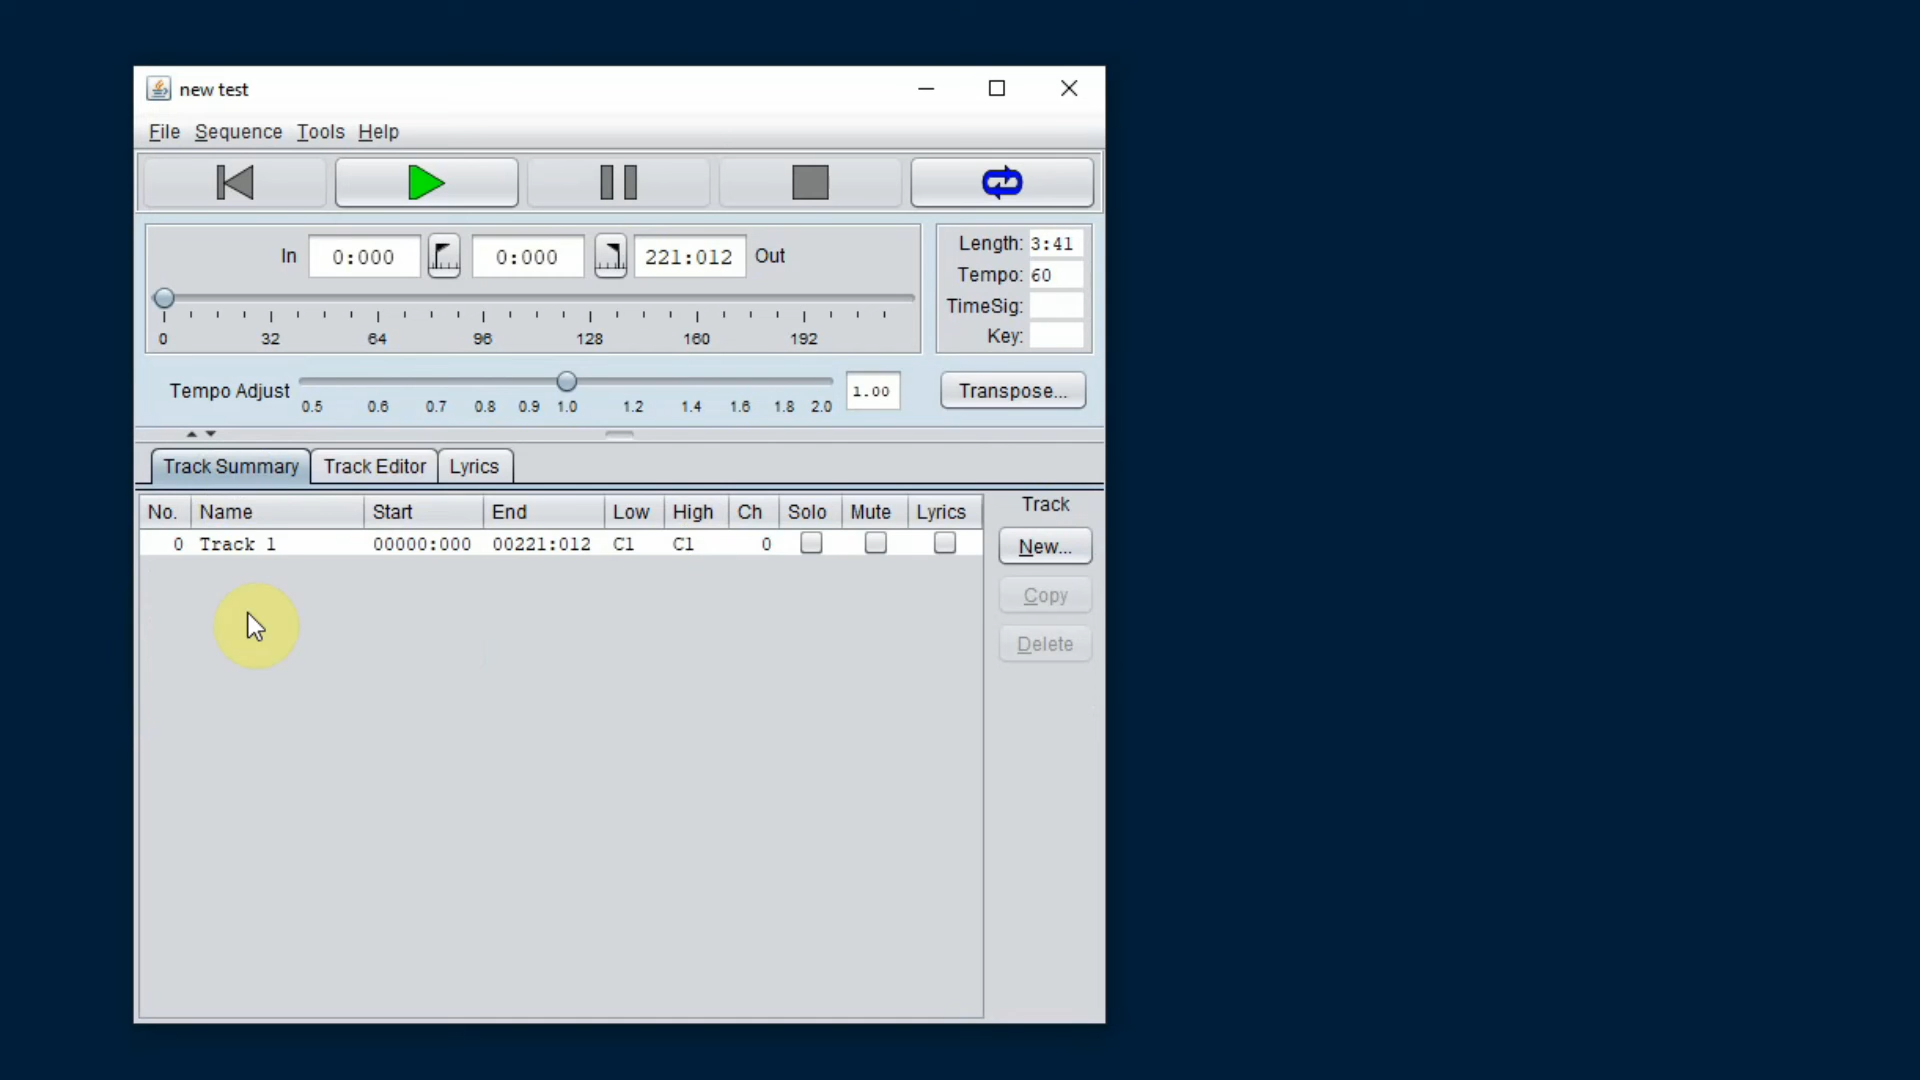 new test
File Sequence Tools Help
In 0:000 0:000 221:012 Out
0 32 64 96 128 160 192
Length: 3:41
Tempo: 60
TimeSig:
Key:
Tempo Adjust 1.00 Transpose...
0.5 0.6 0.7 0.8 0.9 1.0 1.2 1.4 1.6 1.8 2.0
Track Summary Track Editor Lyrics
No. Name Start End Low High Ch Solo Mute Lyrics
0 Track 1 00000:000 00221:012 C1 C1 0
Track
New...
Copy
Delete